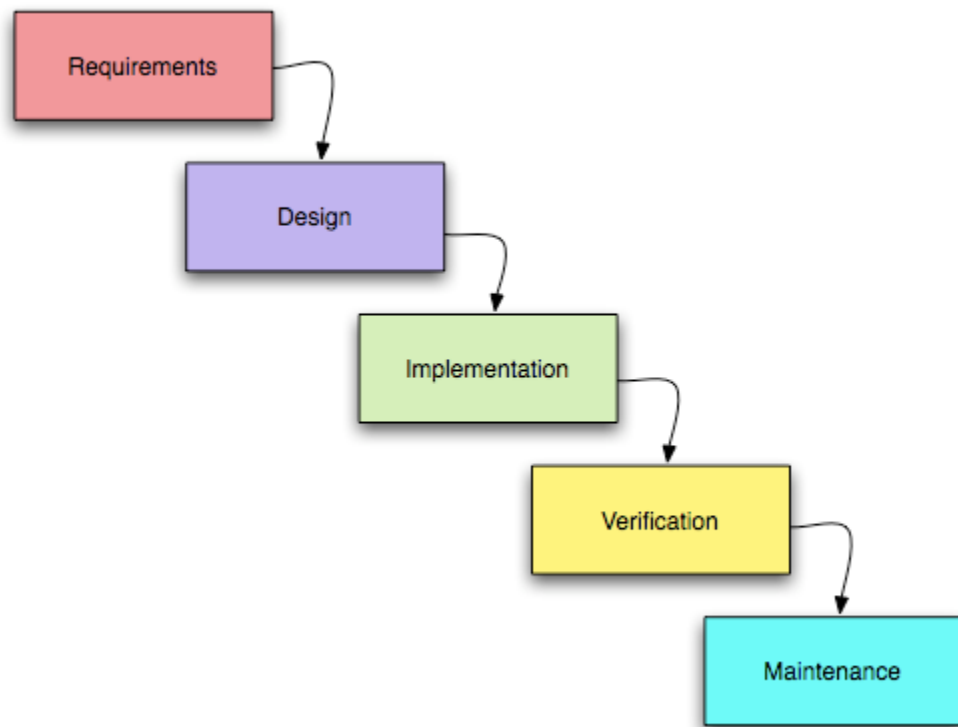 Requirements
Design
Implementation
Verification
Maintenance